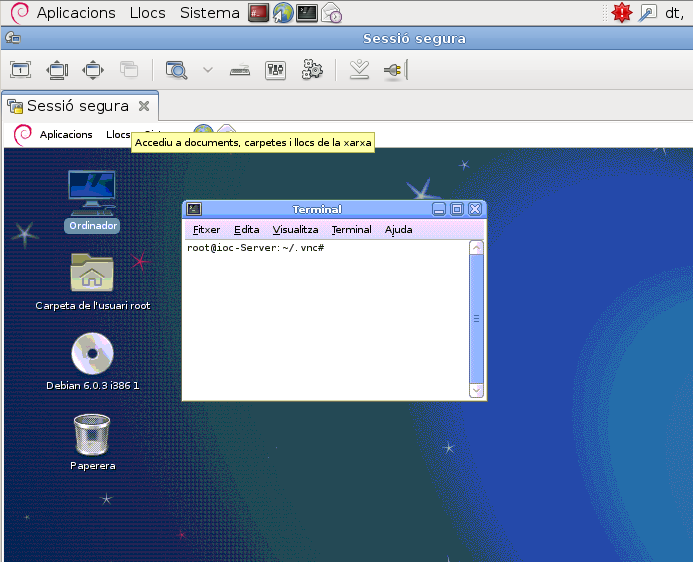 Aplicacions Llocs Sistema dt,
Sessió segura
Sessió segura
Aplicacions Llocs
Accediu a documents, carpetes i llocs de la xarxa
Ordinador
Terminal
Fitxer Edita Visualitza Terminal Ajuda
root@ioc-Server:~/.vnc#
Carpeta de l'usuari root
Debian 6.0.3 i386 1
Paperera